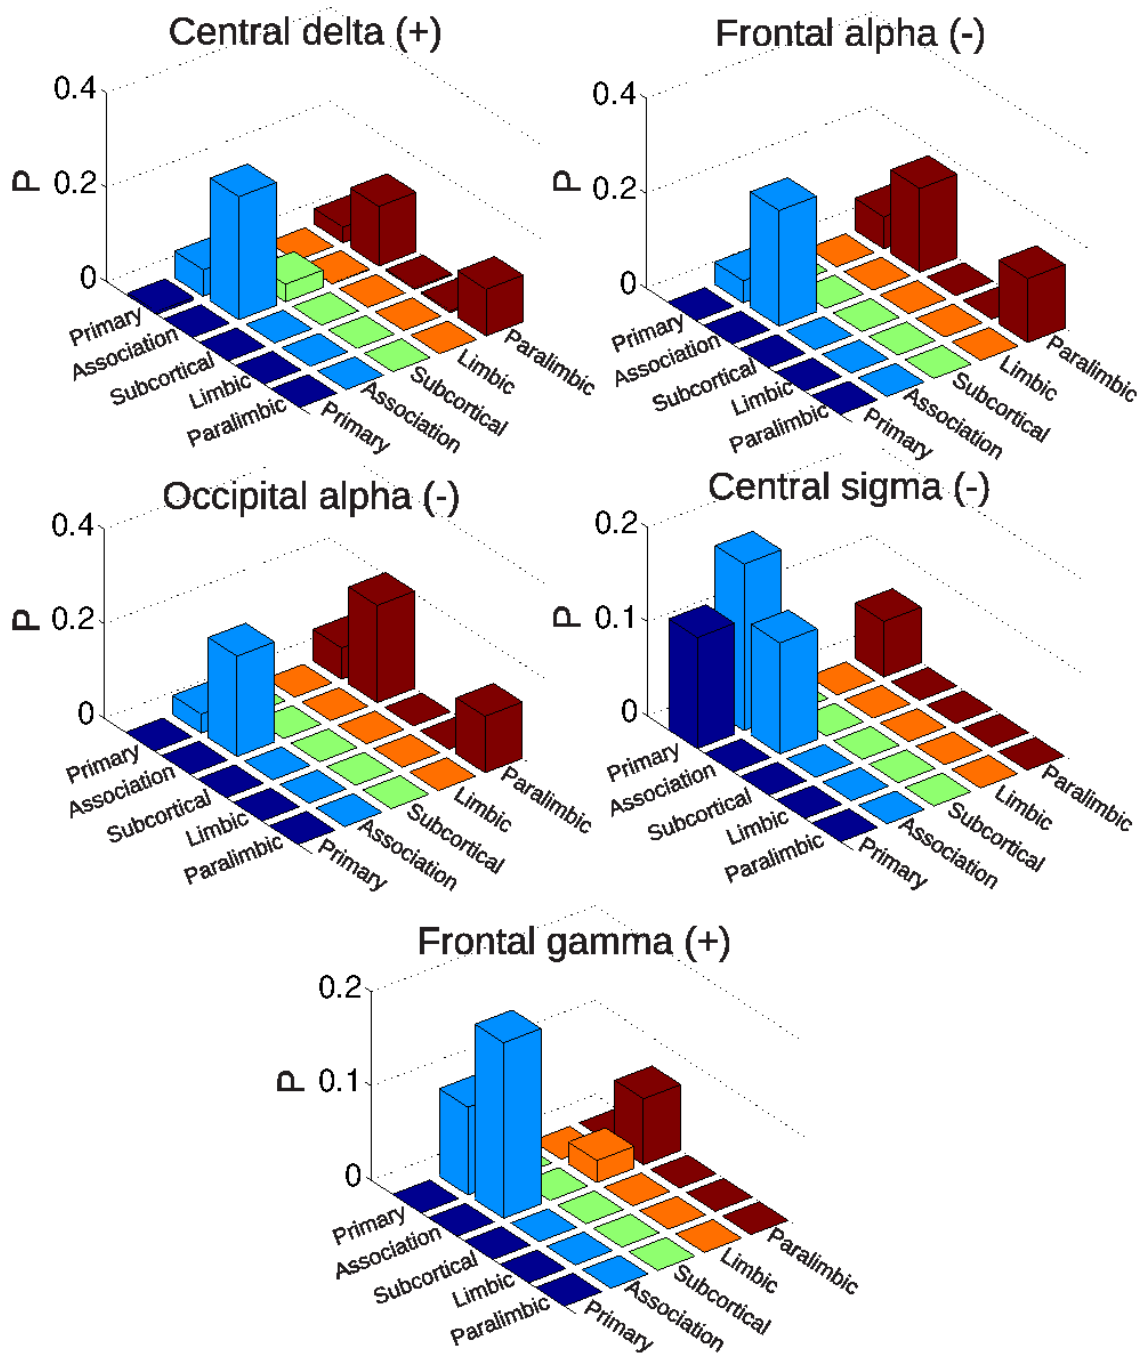 Central delta (+)
0.4
0.2
0
P
Primary
Association
Subcortical
Limbic
Paralimbic
Primary
Association
Subcortical
Limbic
Paralimbic
Frontal alpha (-)
0.4
0.2
0
P
Primary
Association
Subcortical
Limbic
Paralimbic
Primary
Association
Subcortical
Limbic
Paralimbic
Occipital alpha (-)
0.4
0.2
0
P
Primary
Association
Subcortical
Limbic
Paralimbic
Primary
Association
Subcortical
Limbic
Paralimbic
Central sigma (-)
0.2
0.1
0
P
Primary
Association
Subcortical
Limbic
Paralimbic
Primary
Association
Subcortical
Limbic
Paralimbic
Frontal gamma (+)
0.2
0.1
0
P
Primary
Association
Subcortical
Limbic
Paralimbic
Primary
Association
Subcortical
Limbic
Paralimbic